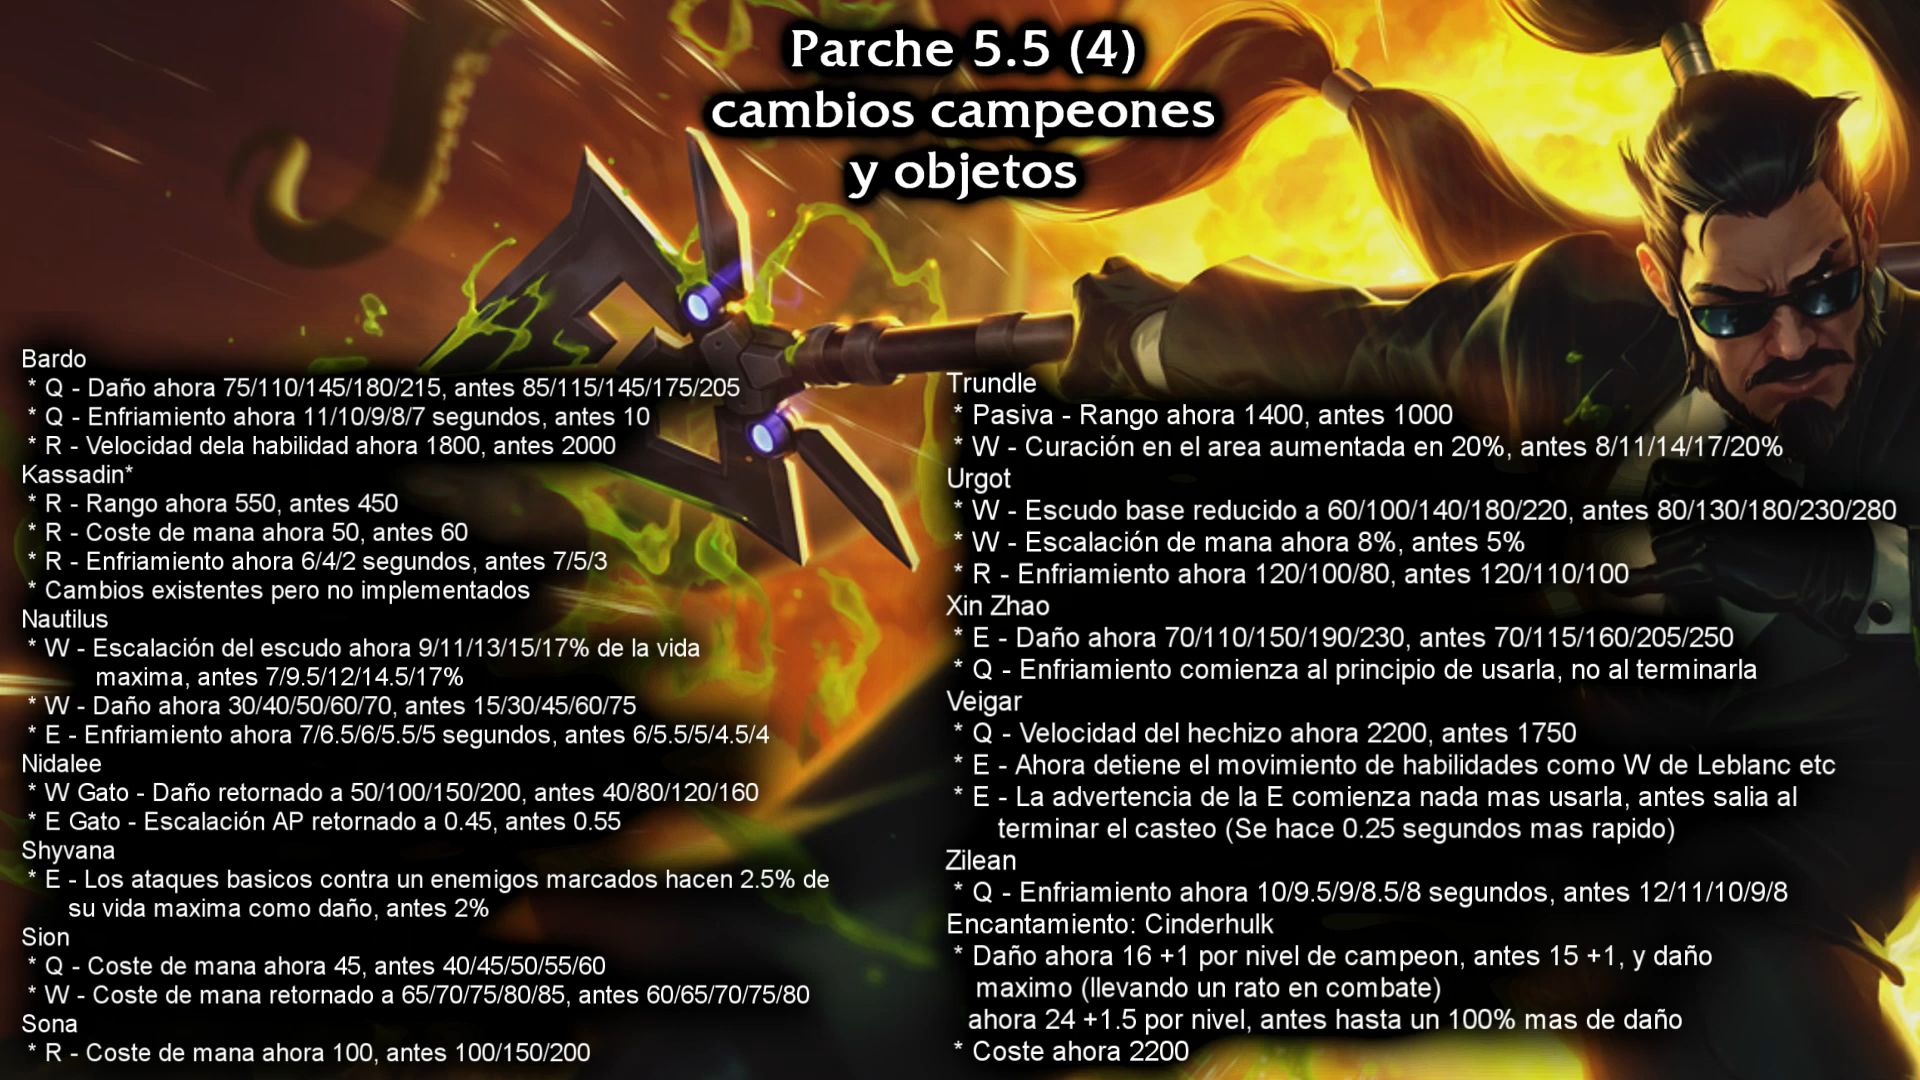 Parche 5.5 (4)
cambios campeones
y objetos
Bardo
* Q - Daño ahora 75/110/145/180/215, antes 85/115/145/175/205
* Q - Enfriamiento ahora 11/10/9/8/7 segundos, antes 10
* R - Velocidad dela habilidad ahora 1800, antes 2000
Kassadin*
* R - Rango ahora 550, antes 450
* R - Coste de mana ahora 50, antes 60
* R - Enfriamiento ahora 6/4/2 segundos, antes 7/5/3
* Cambios existentes pero no implementados
Nautilus
* W - Escalación del escudo ahora 9/11/13/15/17% de la vida
maxima, antes 7/9.5/12/14.5/17%
* W - Daño ahora 30/40/50/60/70, antes 15/30/45/60/75
* E - Enfriamiento ahora 7/6.5/6/5.5/5 segundos, antes 6/5.5/5/4.5/4
Nidalee
* W Gato - Daño retornado a 50/100/150/200, antes 40/80/120/160
* E Gato - Escalación AP retornado a 0.45, antes 0.55
Shyvana
* E - Los ataques basicos contra un enemigos marcados hacen 2.5% de
su vida maxima como daño, antes 2%
Sion
* Q - Coste de mana ahora 45, antes 40/45/50/55/60
* W - Coste de mana retornado a 65/70/75/80/85, antes 60/65/70/75/80
Sona
* R - Coste de mana ahora 100, antes 100/150/200
Trundle
* Pasiva - Rango ahora 1400, antes 1000
* W - Curación en el area aumentada en 20%, antes 8/11/14/17/20%
Urgot
* W - Escudo base reducido a 60/100/140/180/220, antes 80/130/180/230/280
* W - Escalación de mana ahora 8%, antes 5%
* R - Enfriamiento ahora 120/100/80, antes 120/110/100
Xin Zhao
* E - Daño ahora 70/110/150/190/230, antes 70/115/160/205/250
* Q - Enfriamiento comienza al principio de usarla, no al terminarla
Veigar
* Q - Velocidad del hechizo ahora 2200, antes 1750
* E - Ahora detiene el movimiento de habilidades como W de Leblanc etc
* E - La advertencia de la E comienza nada mas usarla, antes salia al
terminar el casteo (Se hace 0.25 segundos mas rapido)
Zilean
* Q - Enfriamiento ahora 10/9.5/9/8.5/8 segundos, antes 12/11/10/9/8
Encantamiento: Cinderhulk
* Daño ahora 16 +1 por nivel de campeon, antes 15 +1, y daño
maximo (llevando un rato en combate)
ahora 24 +1.5 por nivel, antes hasta un 100% mas de daño
* Coste ahora 2200